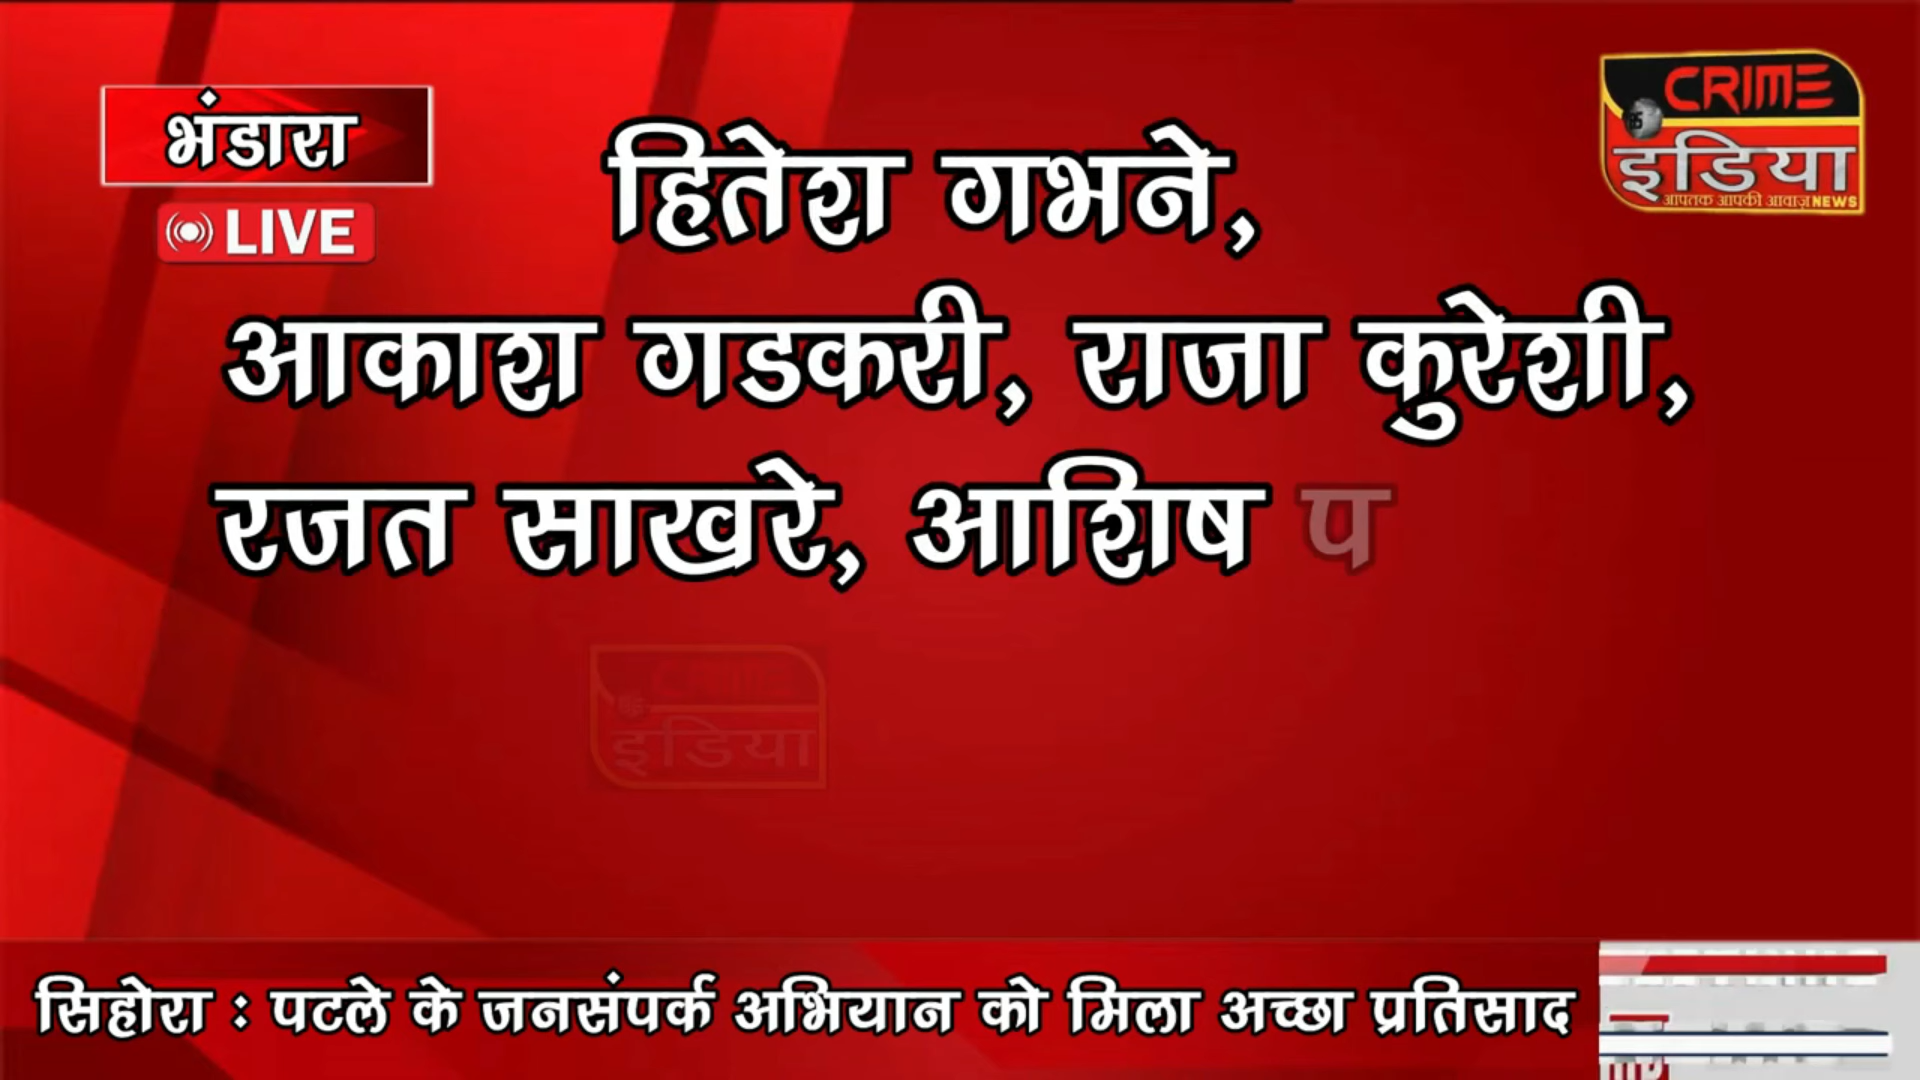 भंडारा
LIVE
CRIME
इंडिया
आपतक आपकी आवाज़ NEWS
हितेश गभने,
आकाश गडकरी, राजा कुरेशी,
रजत साखरे, आशिष प
सिहोरा : पटले के जनसंपर्क अभियान को मिला अच्छा प्रतिसाद